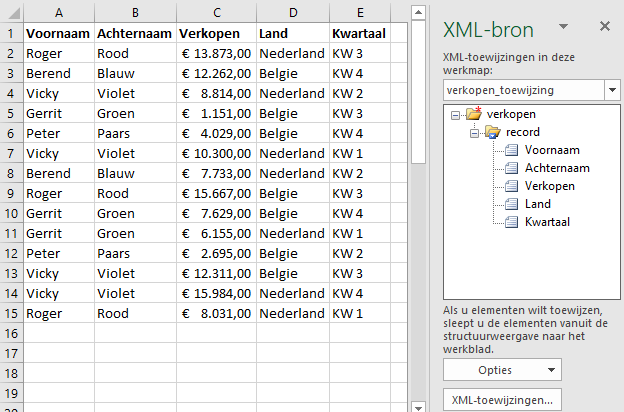 A B C D E
1 Voornaam Achternaam Verkopen Land Kwartaal
2 Roger Rood € 13.873,00 Nederland KW 3
3 Berend Blauw € 12.262,00 Belgie KW 4
4 Vicky Violet € 8.814,00 Nederland KW 2
5 Gerrit Groen € 1.151,00 Belgie KW 3
6 Peter Paars € 4.029,00 Belgie KW 4
7 Vicky Violet € 10.300,00 Nederland KW 1
8 Berend Blauw € 7.733,00 Nederland KW 2
9 Roger Rood € 15.667,00 Belgie KW 3
10 Gerrit Groen € 7.629,00 Belgie KW 4
11 Gerrit Groen € 6.155,00 Nederland KW 1
12 Peter Paars € 2.695,00 Belgie KW 2
13 Vicky Violet € 12.311,00 Belgie KW 3
14 Vicky Violet € 15.984,00 Nederland KW 4
15 Roger Rood € 8.031,00 Nederland KW 1
16
17
18
19
20
XML-bron
XML-toewijzingen in deze
werkmap:
verkopen_toewijzing
verkopen
record
Voornaam
Achternaam
Verkopen
Land
Kwartaal
Als u elementen wilt toewijzen,
sleept u de elementen vanuit de
structuurweergave naar het
werkblad.
Opties
XML-toewijzingen...